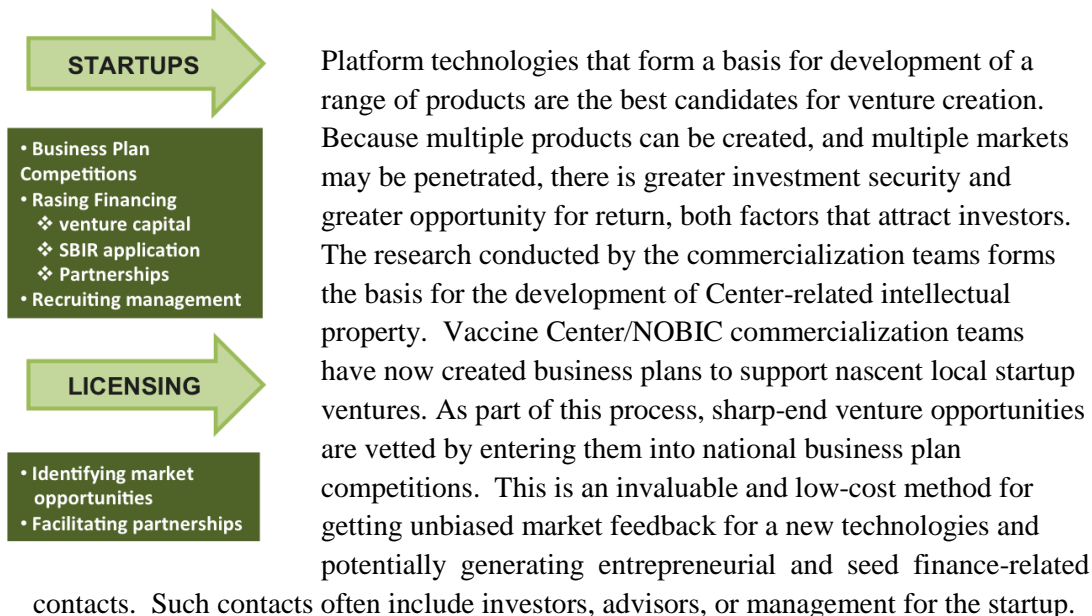 STARTUPS
• Business Plan
Competitions
• Rasing Financing
❖ venture capital
❖ SBIR application
❖ Partnerships
• Recruiting management
LICENSING
• Identifying market
opportunities
• Facilitating partnerships
Platform technologies that form a basis for development of a
range of products are the best candidates for venture creation.
Because multiple products can be created, and multiple markets
may be penetrated, there is greater investment security and
greater opportunity for return, both factors that attract investors.
The research conducted by the commercialization teams forms
the basis for the development of Center-related intellectual
property.  Vaccine Center/NOBIC commercialization teams
have now created business plans to support nascent local startup
ventures. As part of this process, sharp-end venture opportunities
are vetted by entering them into national business plan
competitions.  This is an invaluable and low-cost method for
getting unbiased market feedback for a new technologies and
potentially generating entrepreneurial and seed finance-related
contacts.  Such contacts often include investors, advisors, or management for the startup.